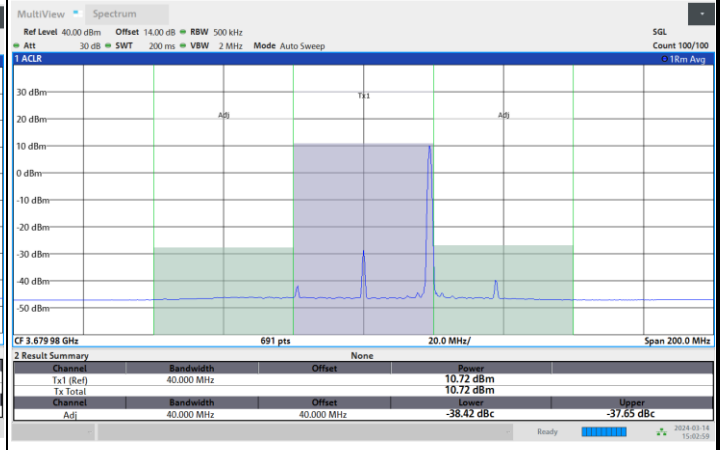 MultiView Spectrum
Ref Level 40.00 dBm Offset 14.00 dB RBW 500 kHz SGL
Att 30 dB SWT 200 ms VBW 2 MHz Mode Auto Sweep Count 100/100
1 ACLR 1Rm Avg
30 dBm
Tx1
20 dBm
Adj
Adj
10 dBm
0 dBm
-10 dBm
-20 dBm
-30 dBm
-40 dBm
-50 dBm
CF 3.679 98 GHz 691 pts 20.0 MHz/ Span 200.0 MHz
2 Result Summary None
Channel Bandwidth Offset Power
Tx1 (Ref) 40.000 MHz 10.72 dBm
Tx Total 10.72 dBm
Channel Bandwidth Offset Lower Upper
Adj 40.000 MHz 40.000 MHz -38.42 dBc -37.65 dBc
Ready 2024-03-14
15:02:59